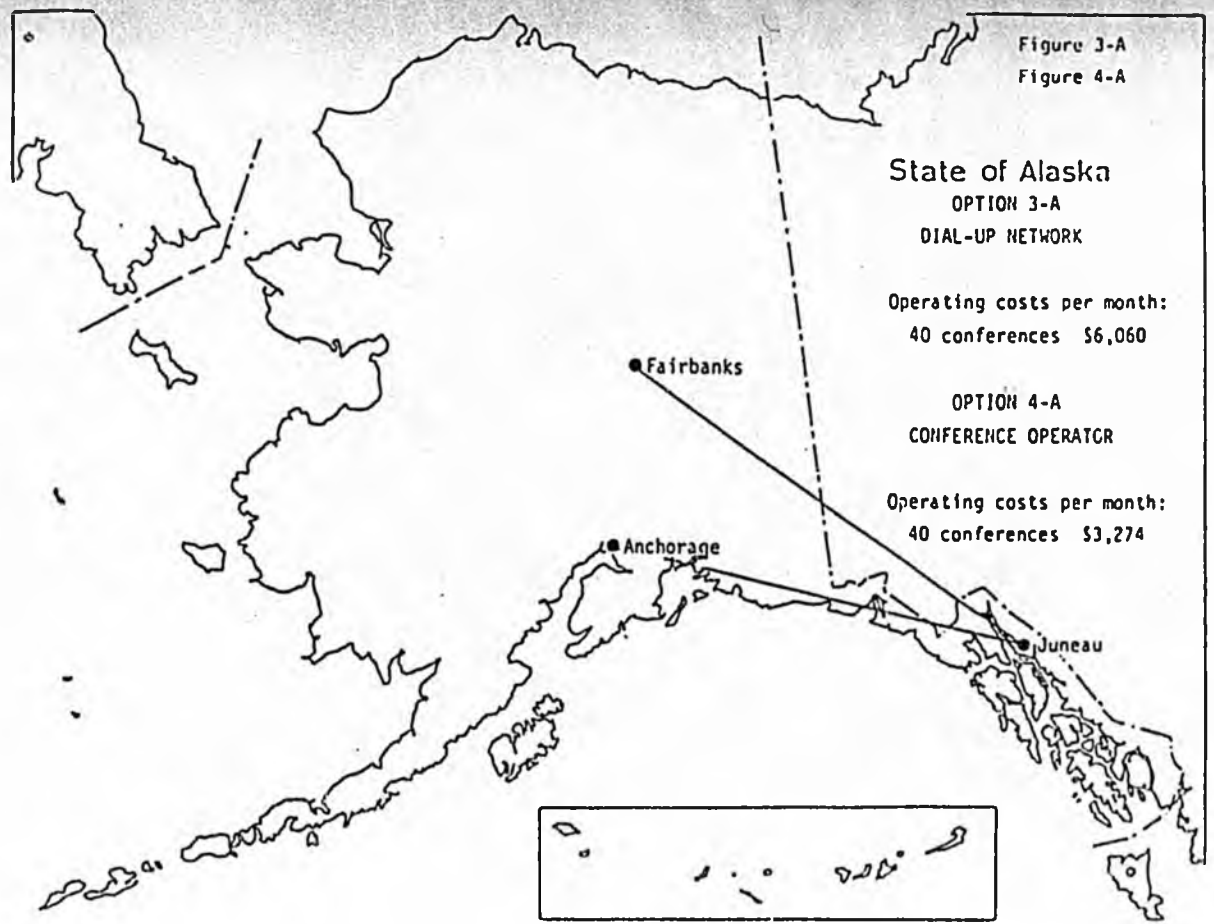 Figure 3-A
Figure 4-A
State of Alaska
OPTION 3-A
DIAL-UP NETWORK
Operating costs per month:
40 conferences $6,060
OPTION 4-A
CONFERENCE OPERATOR
Operating costs per month:
40 conferences $3,274
Fairbanks
Anchorage
Juneau